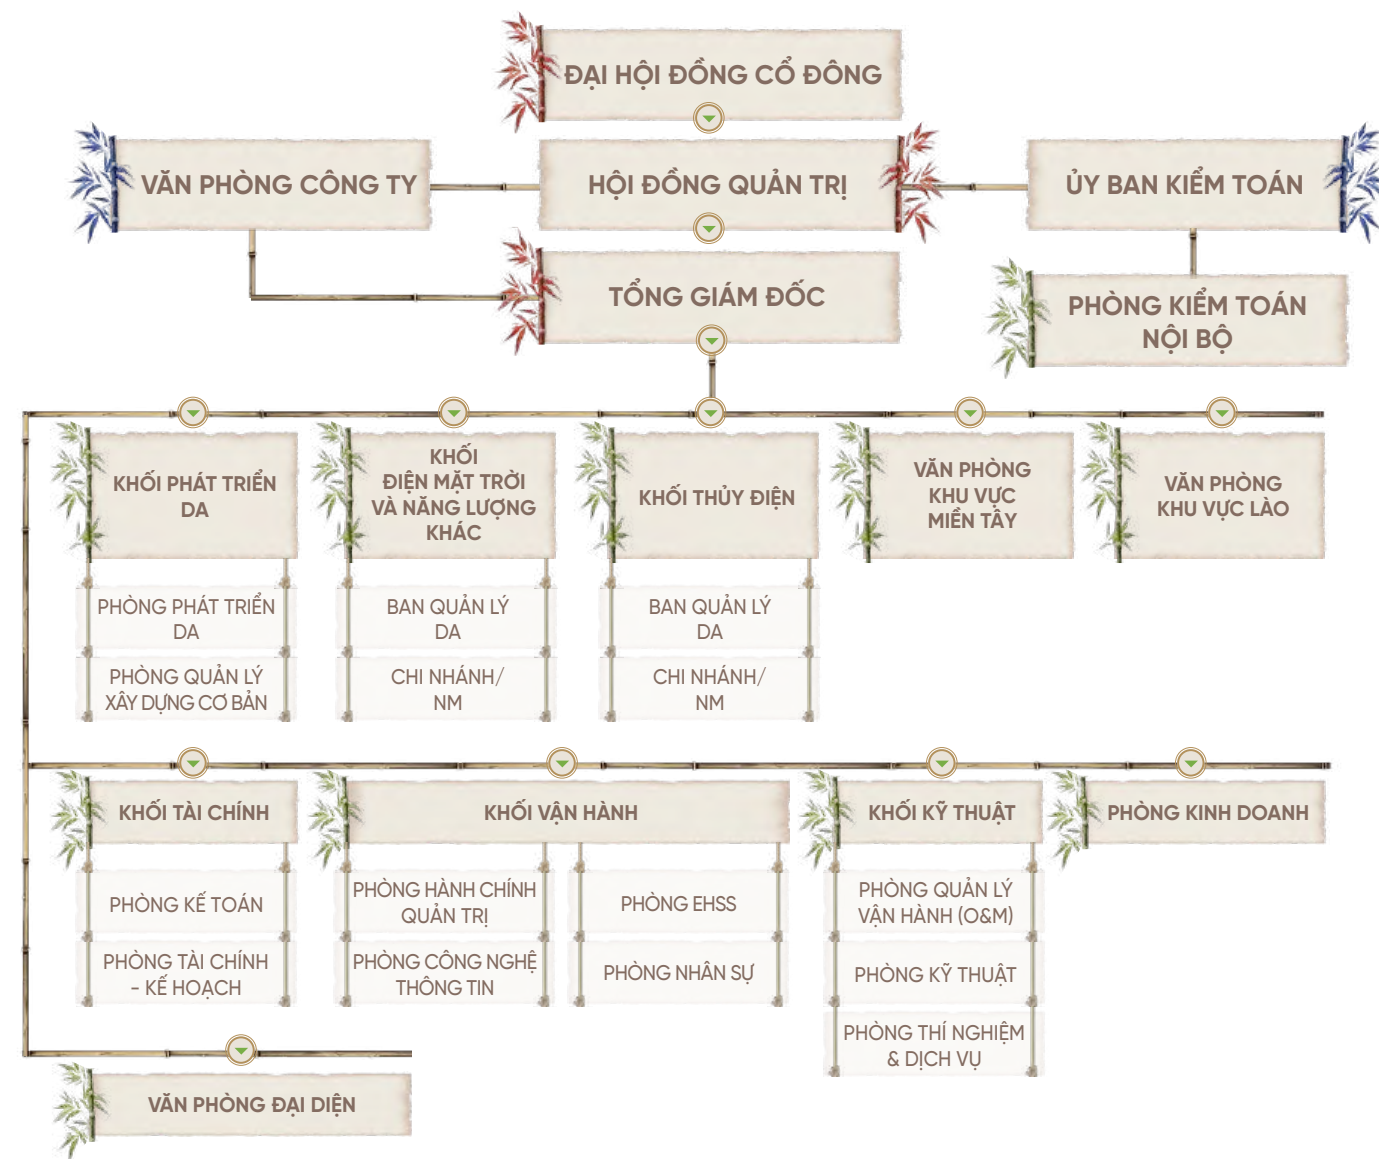 ĐẠI HỘI ĐỒNG CỔ ĐÔNG
VĂN PHÒNG CÔNG TY
HỘI ĐỒNG QUẢN TRỊ
ỦY BAN KIỂM TOÁN
TỔNG GIÁM ĐỐC
PHÒNG KIỂM TOÁN
NỘI BỘ
KHỐI PHÁT TRIỂN
DA
KHỐI
ĐIỆN MẶT TRỜI
VÀ NĂNG LƯỢNG
KHÁC
KHỐI THỦY ĐIỆN
VĂN PHÒNG
KHU VỰC
MIỀN TÂY
VĂN PHÒNG
KHU VỰC LÀO
PHÒNG PHÁT TRIỂN
DA
BAN QUẢN LÝ
DA
BAN QUẢN LÝ
DA
PHÒNG QUẢN LÝ
XÂY DỰNG CƠ BẢN
CHI NHÁNH/
NM
CHI NHÁNH/
NM
KHỐI TÀI CHÍNH
KHỐI VẬN HÀNH
KHỐI KỸ THUẬT
PHÒNG KINH DOANH
PHÒNG KẾ TOÁN
PHÒNG HÀNH CHÍNH
QUẢN TRỊ
PHÒNG EHSS
PHÒNG QUẢN LÝ
VẬN HÀNH (O&M)
PHÒNG TÀI CHÍNH
- KẾ HOẠCH
PHÒNG CÔNG NGHỆ
THÔNG TIN
PHÒNG NHÂN SỰ
PHÒNG KỸ THUẬT
PHÒNG THÍ NGHIỆM
& DỊCH VỤ
VĂN PHÒNG ĐẠI DIỆN